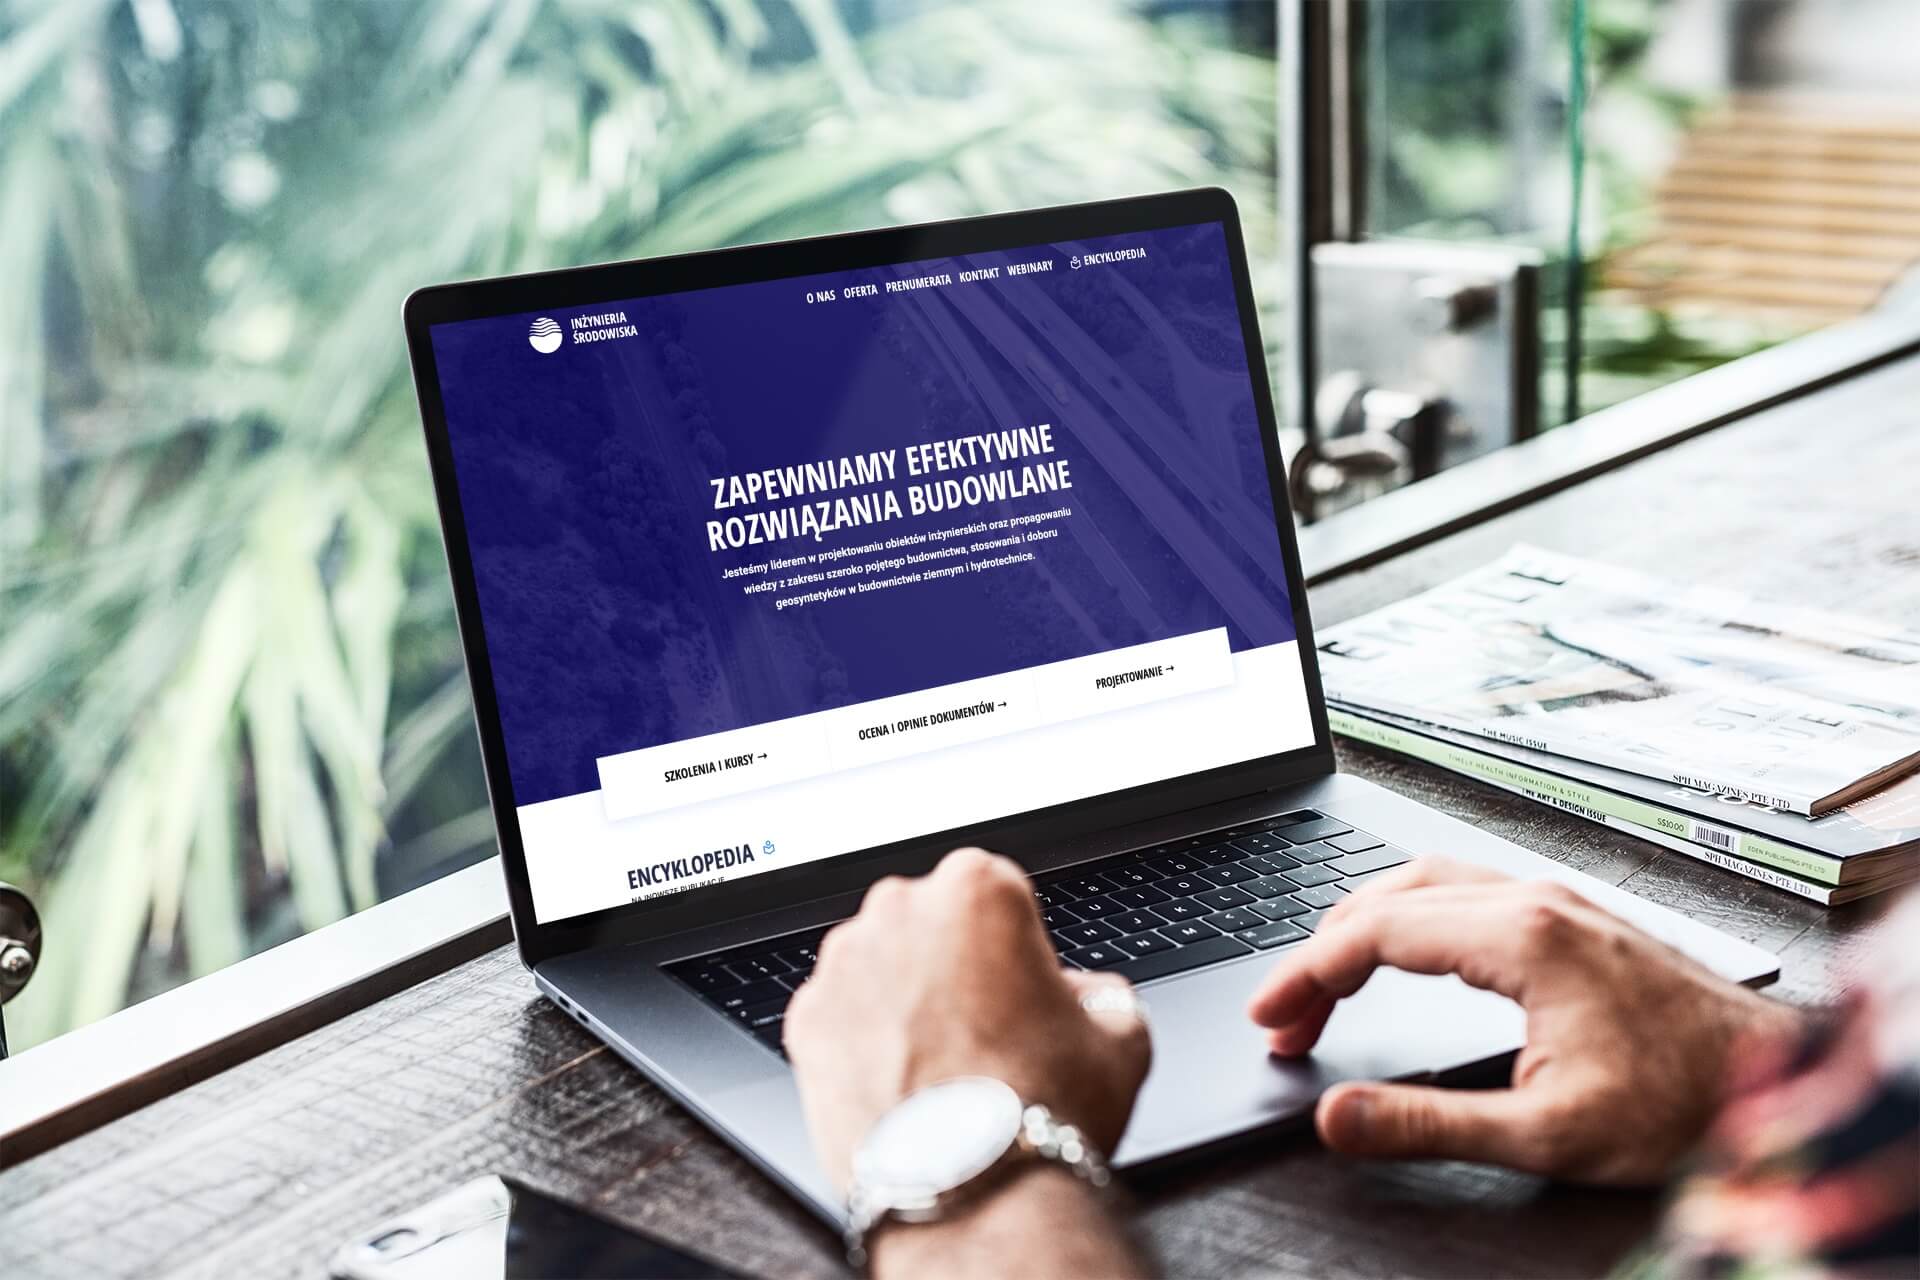 INŻYNIERIA
ŚRODOWISKA
O NAS OFERTA PRENUMERATA KONTAKT WEBINARY ENCYKLOPEDIA
ZAPEWNIAMY EFEKTYWNE
ROZWIĄZANIA BUDOWLANE
Jesteśmy liderem w projektowaniu obiektów inżynierskich oraz propagowaniu
wiedzy z zakresu szeroko pojętego budownictwa, stosowania i doboru
geosyntetyków w budownictwie ziemnym i hydrotechnice.
SZKOLENIA I KURSY →
OCENA I OPINIE DOKUMENTÓW →
PROJEKTOWANIE →
ENCYKLOPEDIA
NAJNOWSZE PUBLIKACJE
THE MUSIC ISSUE
SPH MAGAZINES PTE LTD
TIMELY HEALTH INFORMATION & STYLE
THE ART & DESIGN ISSUE
S$10.00
EDEN PUBLISHING PTE LTD
SPH MAGAZINES PTE LTD